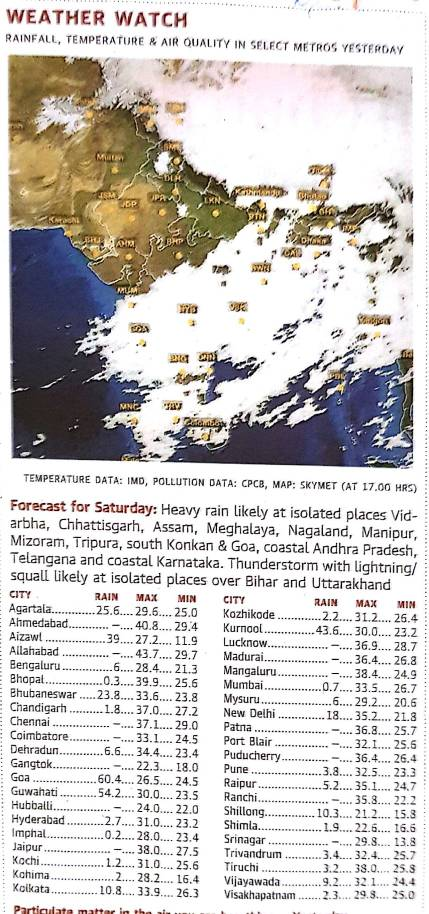 WEATHER WATCH
RAINFALL, TEMPERATURE & AIR QUALITY IN SELECT METROS YESTERDAY
Multan
DLH
JSM
JDP
JPR
LKN
Kathmandu
PTN
Karachi
BHJ
AHM
BHP
Dhaka
MUM
GOA
BNG
MNC
TRV
Colombo
PBL
TEMPERATURE DATA: IMD, POLLUTION DATA: CPCB, MAP: SKYMET (AT 17.00 HRS)
Forecast for Saturday: Heavy rain likely at isolated places Vid-
arbha, Chhattisgarh, Assam, Meghalaya, Nagaland, Manipur,
Mizoram, Tripura, south Konkan & Goa, coastal Andhra Pradesh,
Telangana and coastal Karnataka. Thunderstorm with lightning/
squall likely at isolated places over Bihar and Uttarakhand
CITY RAIN MAX MIN
Agartala............25.6....29.6.... 25.0
Ahmedabad............–....40.8.... 29.4
Aizawl............39....27.2.... 11.9
Allahabad............–....43.7.... 29.7
Bengaluru............6....28.4.... 21.3
Bhopal............0.3....39.9.... 25.6
Bhubaneswar....23.8....33.6.... 23.8
Chandigarh........1.8....37.0.... 27.2
Chennai............–....37.1.... 29.0
Coimbatore............–....33.1.... 24.5
Dehradun............6.6....34.4.... 23.4
Gangtok............–....22.3.... 18.0
Goa............60.4....26.5.... 24.5
Guwahati........54.2....30.0.... 23.5
Hubballi............–....24.0.... 22.0
Hyderabad........2.7....31.0.... 23.2
Imphal............0.2....28.0.... 23.4
Jaipur............–....38.0.... 27.5
Kochi............1.2....31.0.... 25.6
Kohima............2....28.2.... 16.4
Kolkata............10.8....33.9.... 26.3
CITY RAIN MAX MIN
Kozhikode............2.2....31.2.... 26.4
Kurnool............43.6....30.0.... 23.2
Lucknow............–....36.9.... 28.7
Madurai............–....36.4.... 26.8
Mangaluru............–....38.4.... 24.9
Mumbai............0.7....33.5.... 26.7
Mysuru............6....29.2.... 20.6
New Delhi............18....35.2.... 21.8
Patna............–....36.8.... 25.7
Port Blair............–....32.1.... 25.6
Puducherry............–....36.4.... 26.4
Pune............3.8....32.5.... 23.3
Raipur............5.2....35.1.... 24.7
Ranchi............–....35.8.... 22.2
Shillong............10.3....21.2.... 15.8
Shimla............1.9....22.6.... 16.6
Srinagar............–....29.8.... 13.8
Trivandrum........3.4....32.4.... 25.7
Tiruchi............3.2....38.0.... 25.8
Vijayawada........9.2....32.1.... 24.4
Visakhapatnam....2.3....29.8.... 25.0
Particulate matter in the air you